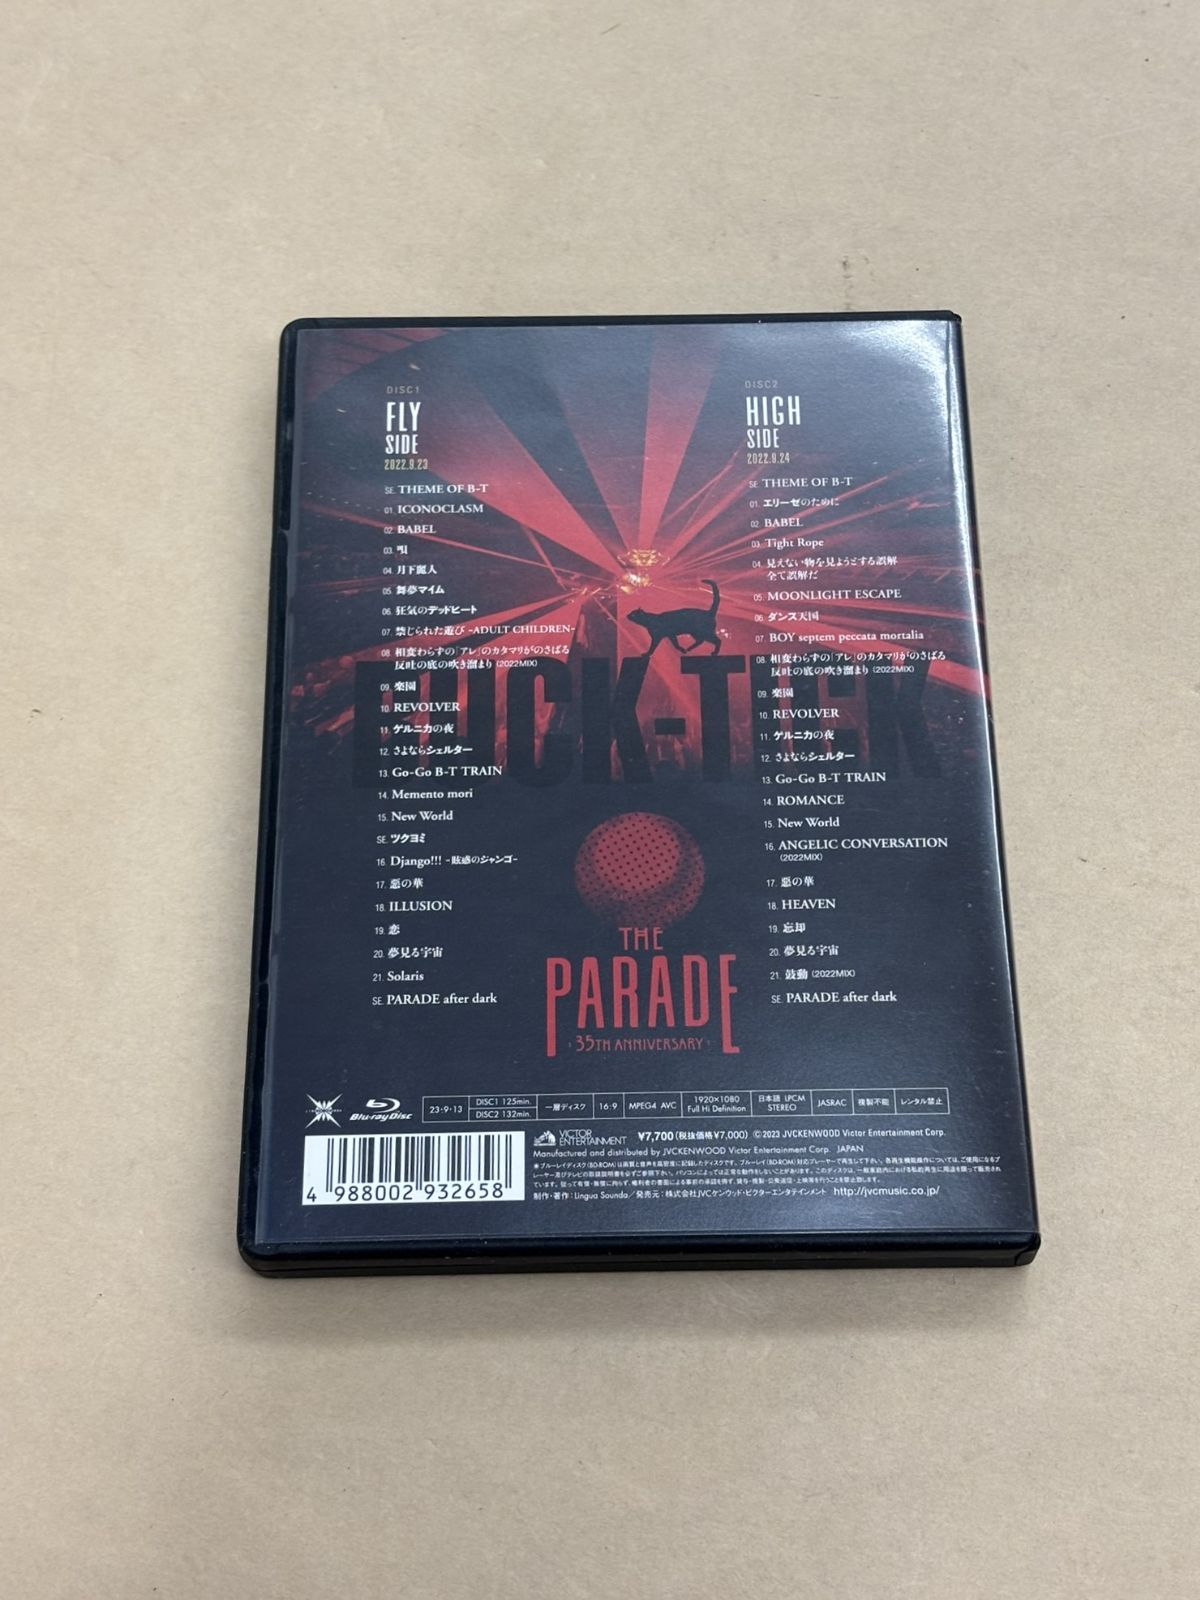 DISC1
FLY
SIDE
2022.9.23
SE. THEME OF B-T
01. ICONOCLASM
02. BABEL
03. 唄
04. 月下麗人
05. 舞夢マイム
06. 狂気のデッドヒート
07. 禁じられた遊び -ADULT CHILDREN-
08. 相変わらずの「アレ」のカタマリがのさばる
反吐の底の吹き溜まり (2022MIX)
09. 楽園
10. REVOLVER
11. ゲルニカの夜
12. さよならシェルター
13. Go-Go B-T TRAIN
14. Memento mori
15. New World
SE. ツクヨミ
16. Django!!! -眩惑のジャンゴ-
17. 惡の華
18. ILLUSION
19. 恋
20. 夢見る宇宙
21. Solaris
SE. PARADE after dark
DISC2
HIGH
SIDE
2022.9.24
SE. THEME OF B-T
01. エリーゼのために
02. BABEL
03. Tight Rope
04. 見えない物を見ようとする誤解
全て誤解だ
05. MOONLIGHT ESCAPE
06. ダンス天国
07. BOY septem peccata mortalia
08. 相変わらずの「アレ」のカタマリがのさばる
反吐の底の吹き溜まり (2022MIX)
09. 楽園
10. REVOLVER
11. ゲルニカの夜
12. さよならシェルター
13. Go-Go B-T TRAIN
14. ROMANCE
15. New World
16. ANGELIC CONVERSATION
(2022MIX)
17. 惡の華
18. HEAVEN
19. 忘却
20. 夢見る宇宙
21. 鼓動 (2022MIX)
SE. PARADE after dark
BUCK-TICK
THE
PARADE
35TH ANNIVERSARY
Blu-ray Disc
23・9・13
DISC1 125min.
DISC2 132min.
一層ディスク
16:9
MPEG4 AVC
1920×1080
Full Hi Definition
日本語 LPCM
STEREO
JASRAC
複製不能
レンタル禁止
VICTOR
ENTERTAINMENT
¥7,700(税抜価格¥7,000) ©2023 JVCKENWOOD Victor Entertainment Corp.
Manufactured and distributed by JVCKENWOOD Victor Entertainment Corp. JAPAN
制作・著作：Lingua Sounda／発売元：株式会社JVCケンウッド・ビクターエンタテインメント http://jvcmusic.co.jp/
4 988002 932658